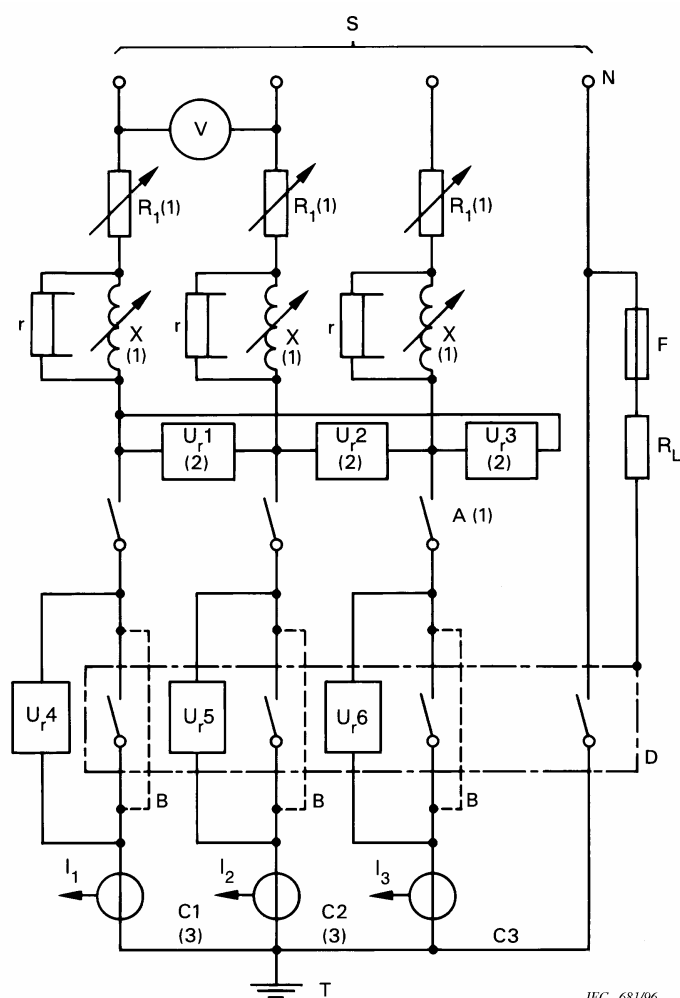 S
N
V
R1(1) R1(1) R1(1)
r X (1) r X (1) r X (1)
F
Ur1 (2) Ur2 (2) Ur3 (2)
RL
A (1)
Ur4 Ur5 Ur6
D
B B B
I1 I2 I3
C1 (3) C2 (3) C3
T
IEC 681/96